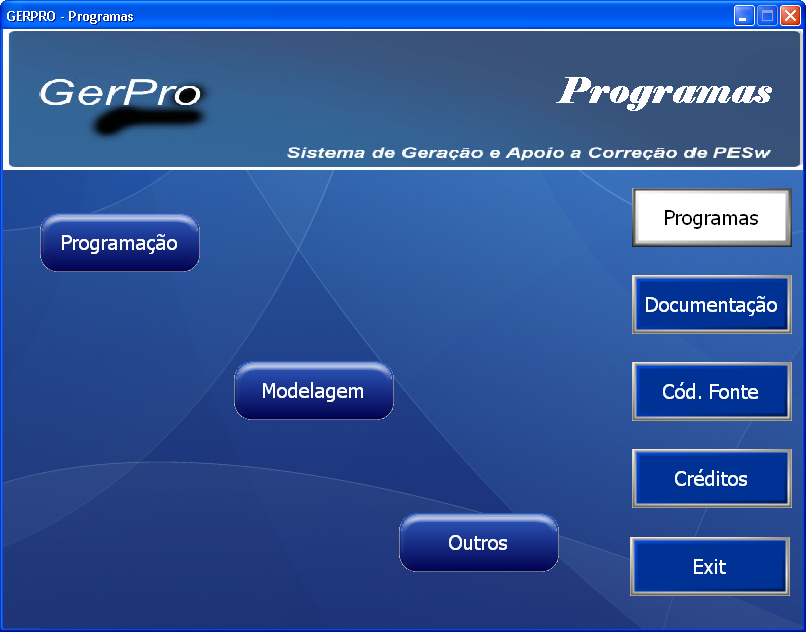 GERPRO - Programas
GerPro
Programas
Sistema de Geração e Apoio a Correção de PESw
Programas
Programação
Documentação
Modelagem
Cód. Fonte
Créditos
Outros
Exit